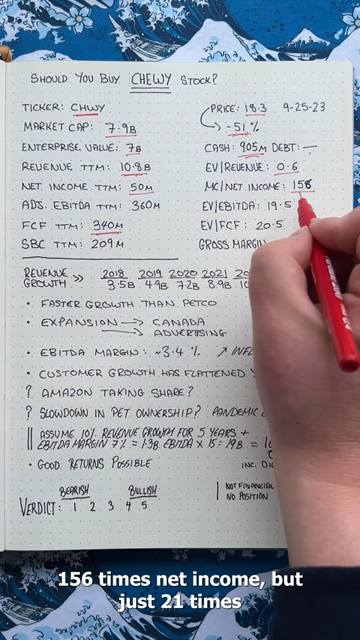 SHOULD YOU BUY CHEWY STOCK?
TICKER: CHWY
PRICE: 18.3 9-25-23
MARKET CAP: 7.9B
-51%
ENTERPRISE VALUE: 7B
CASH: 905M DEBT: —
REVENUE TTM: 10.8B
EV/REVENUE: 0.6
NET INCOME TTM: 50M
MC/NET INCOME: 158
ADJ. EBITDA TTM: 360M
EV/EBITDA: 19.5
FCF TTM: 340M
EV/FCF: 20.5
SBC TTM: 209M
GROSS MARGIN
REVENUE GROWTH >> 2018 2019 2020 2021
3.5B 4.9B 7.2B 8.9B
• FASTER GROWTH THAN PETCO
• EXPANSION → CANADA
→ ADVERTISING
• EBITDA MARGIN: ~3.4% ↗ INFL
• CUSTOMER GROWTH HAS FLATTENED
? AMAZON TAKING SHARE?
? SLOWDOWN IN PET OWNERSHIP? PANDEMIC
ASSUME 10% REVENUE GROWTH FOR 5 YEARS +
EBITDA MARGIN 7% = 1.3B EBITDA X 15 = 19B =
• GOOD RETURNS POSSIBLE
INC. DI
BEARISH BULLISH
VERDICT: 1 2 3 4 5
NOT FINANCIAL
NO POSITION
156 times net income, but
just 21 times